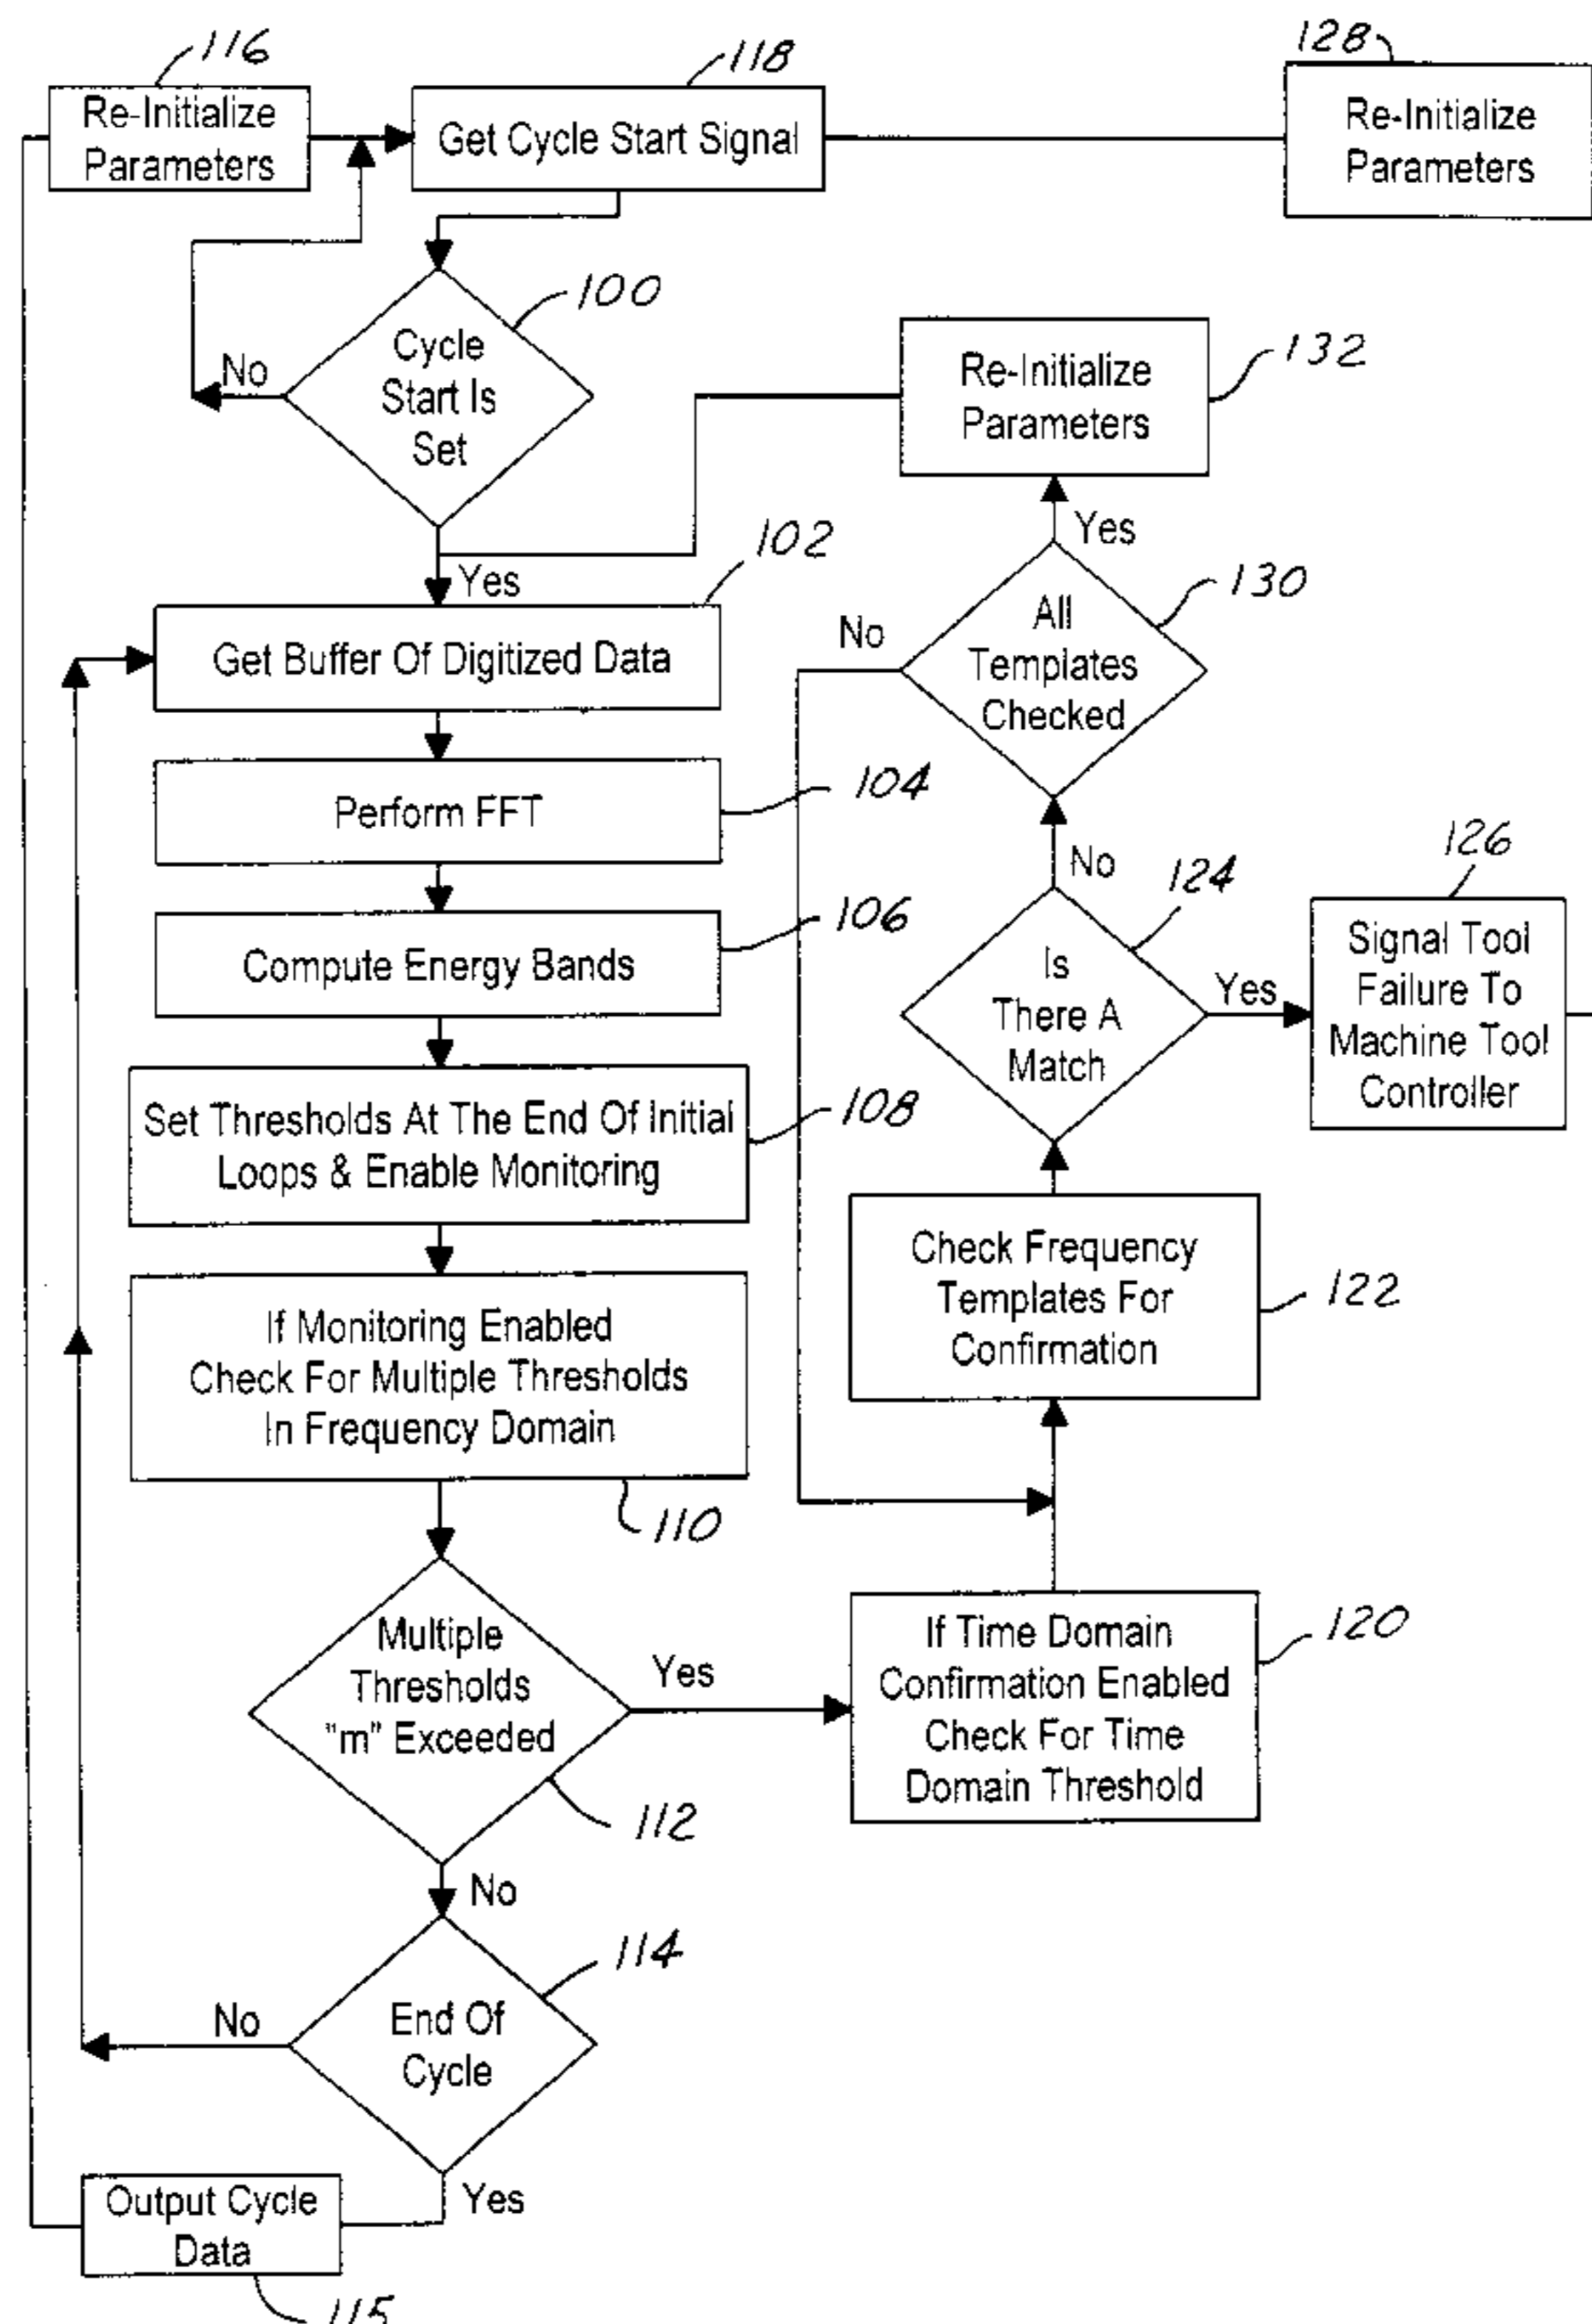 116
Re-Initialize
Parameters
118
Get Cycle Start Signal
128
Re-Initialize
Parameters
100
Cycle
Start Is
Set
No
Yes
132
Re-Initialize
Parameters
Yes
102
Get Buffer Of Digitized Data
130
All
Templates
Checked
No
104
Perform FFT
No
124
Is
There A
Match
Yes
126
Signal Tool
Failure To
Machine Tool
Controller
106
Compute Energy Bands
108
Set Thresholds At The End Of Initial
Loops & Enable Monitoring
122
Check Frequency
Templates For
Confirmation
If Monitoring Enabled
Check For Multiple Thresholds
In Frequency Domain
110
Multiple
Thresholds
"m" Exceeded
Yes
112
No
120
If Time Domain
Confirmation Enabled
Check For Time
Domain Threshold
114
End Of
Cycle
No
Yes
Output Cycle
Data
115